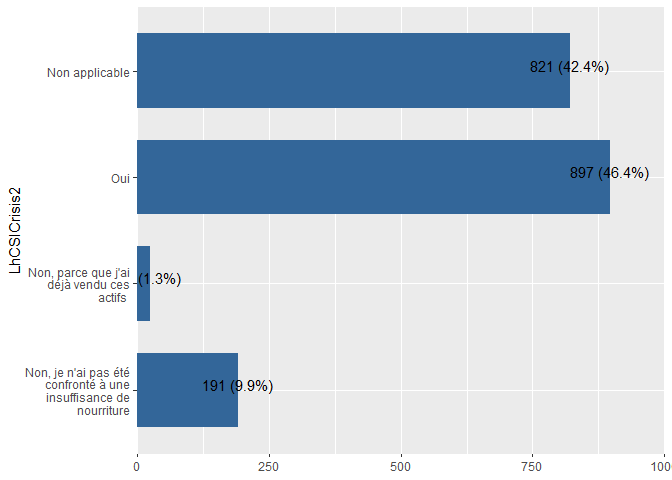 LhCSICrisis2
Non applicable
821 (42.4%)
Oui
897 (46.4%)
Non, parce que j'ai
déjà vendu ces
actifs
(1.3%)
Non, je n'ai pas été
confronté à une
insuffisance de
nourriture
191 (9.9%)
0 250 500 750 100